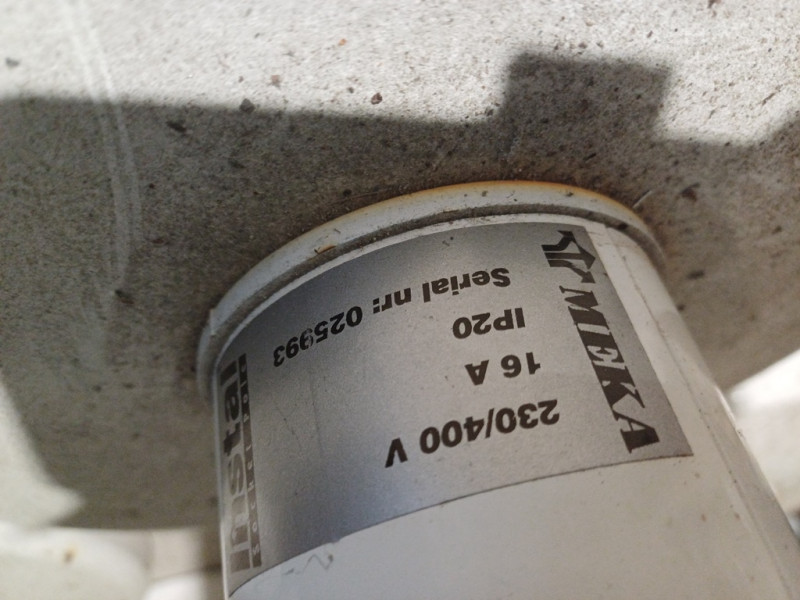 MEKA
230/400 V
16 A
IP20
Serial nr: 025993